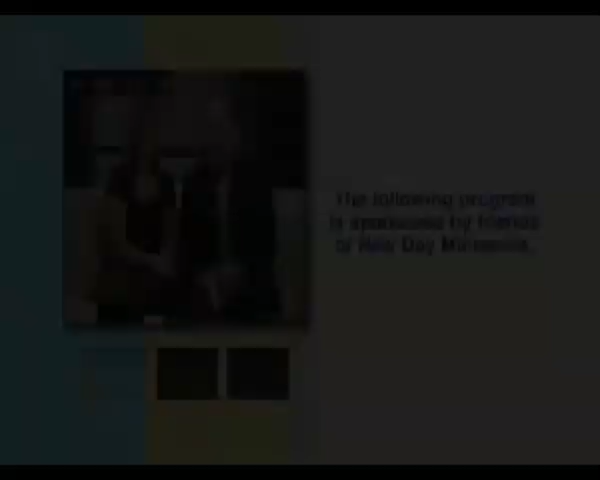 The following program
is sponsored by friends
of New Day Ministries.